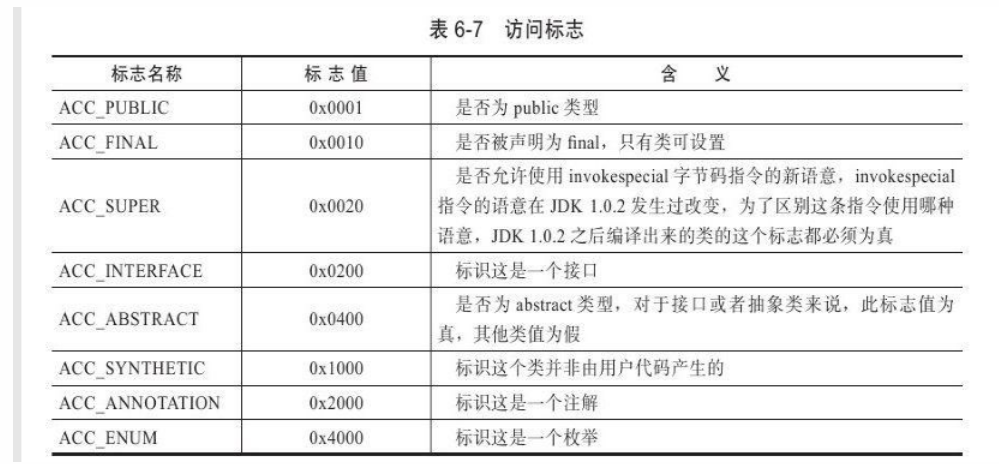 表 6-7 访问标志
标志名称 标志值 含 义
ACC_PUBLIC 0x0001 是否为 public 类型
ACC_FINAL 0x0010 是否被声明为 final，只有类可设置
是否允许使用 invokespecial 字节码指令的新语意，invokespecial
ACC_SUPER 0x0020 指令的语意在 JDK 1.0.2 发生过改变，为了区别这条指令使用哪种
语意，JDK 1.0.2 之后编译出来的类的这个标志都必须为真
ACC_INTERFACE 0x0200 标识这是一个接口
是否为 abstract 类型，对于接口或者抽象类来说，此标志值为
ACC_ABSTRACT 0x0400 真，其他类值为假
ACC_SYNTHETIC 0x1000 标识这个类并非由用户代码产生的
ACC_ANNOTATION 0x2000 标识这是一个注解
ACC_ENUM 0x4000 标识这是一个枚举